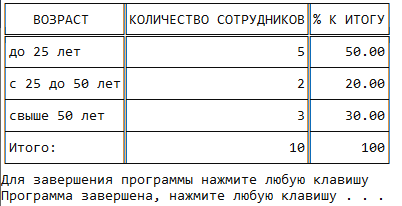 ВОЗРАСТ КОЛИЧЕСТВО СОТРУДНИКОВ % К ИТОГУ
до 25 лет 5 50.00
с 25 до 50 лет 2 20.00
свыше 50 лет 3 30.00
Итого: 10 100
Для завершения программы нажмите любую клавишу
Программа завершена, нажмите любую клавишу . . .